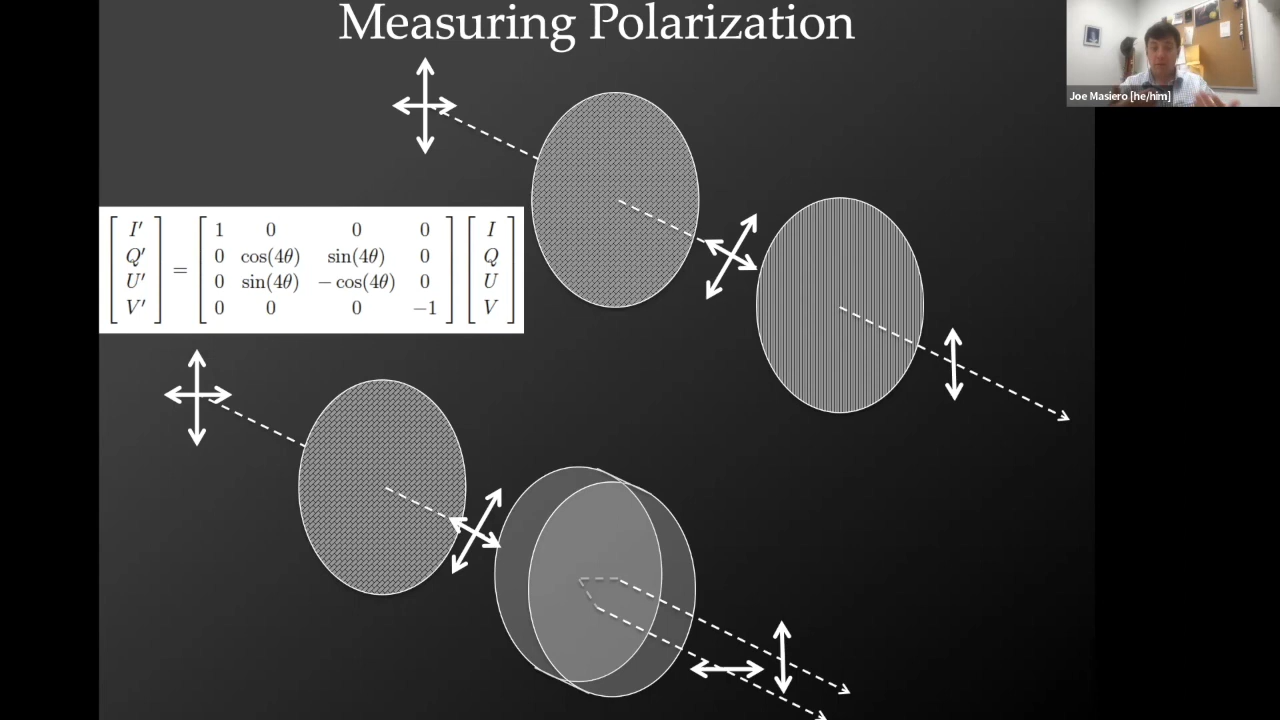 Measuring Polarization
Joe Masiero [he/him]
I′ 1 0 0 0 I
Q′ = 0 cos(4θ) sin(4θ) 0 Q
U′ 0 sin(4θ) − cos(4θ) 0 U
V′ 0 0 0 −1 V